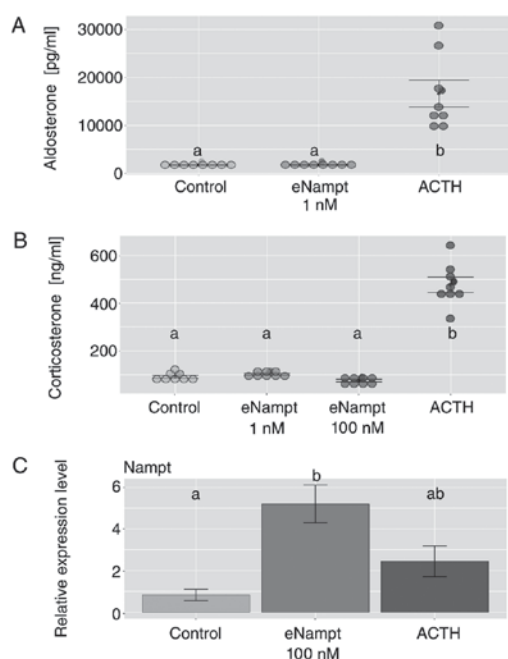 A
Aldosterone [pg/ml]
30000
20000
10000
0
a
a
b
Control
eNampt
1 nM
ACTH
B
Corticosterone [ng/ml]
600
400
200
a
a
a
b
Control
eNampt
1 nM
eNampt
100 nM
ACTH
C
Nampt
Relative expression level
6
4
2
0
a
b
ab
Control
eNampt
100 nM
ACTH